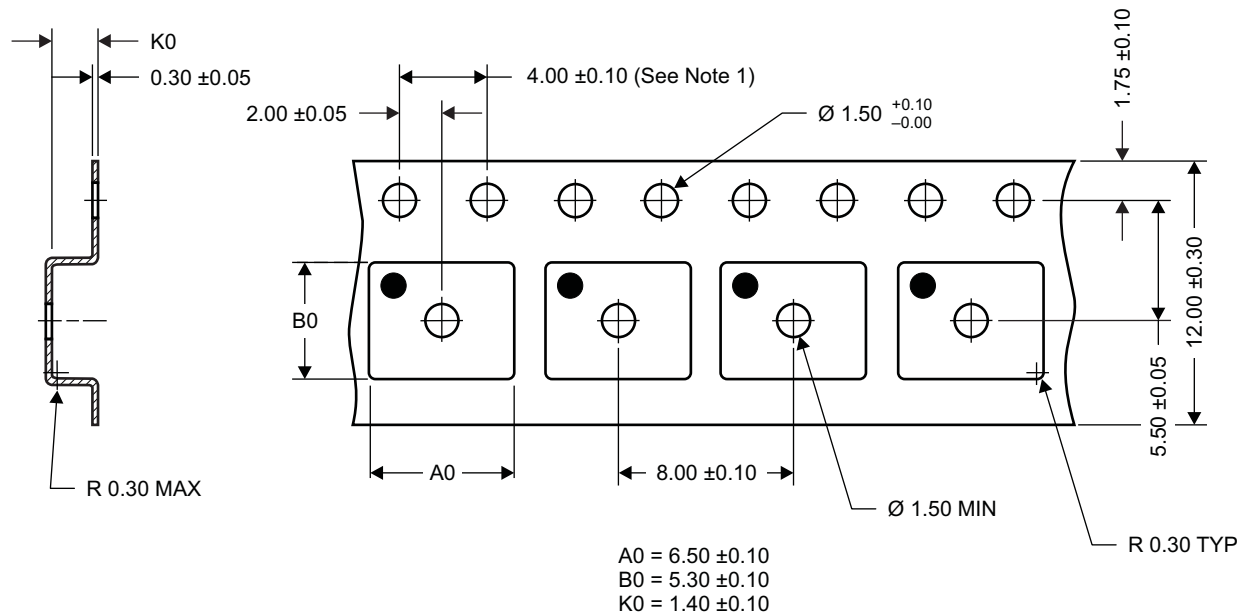 K0
0.30 ±0.05
4.00 ±0.10 (See Note 1)
2.00 ±0.05
Ø 1.50 +0.10 –0.00
1.75 ±0.10
12.00 ±0.30
5.50 ±0.05
B0
A0
8.00 ±0.10
R 0.30 MAX
Ø 1.50 MIN
R 0.30 TYP
A0 = 6.50 ±0.10
B0 = 5.30 ±0.10
K0 = 1.40 ±0.10